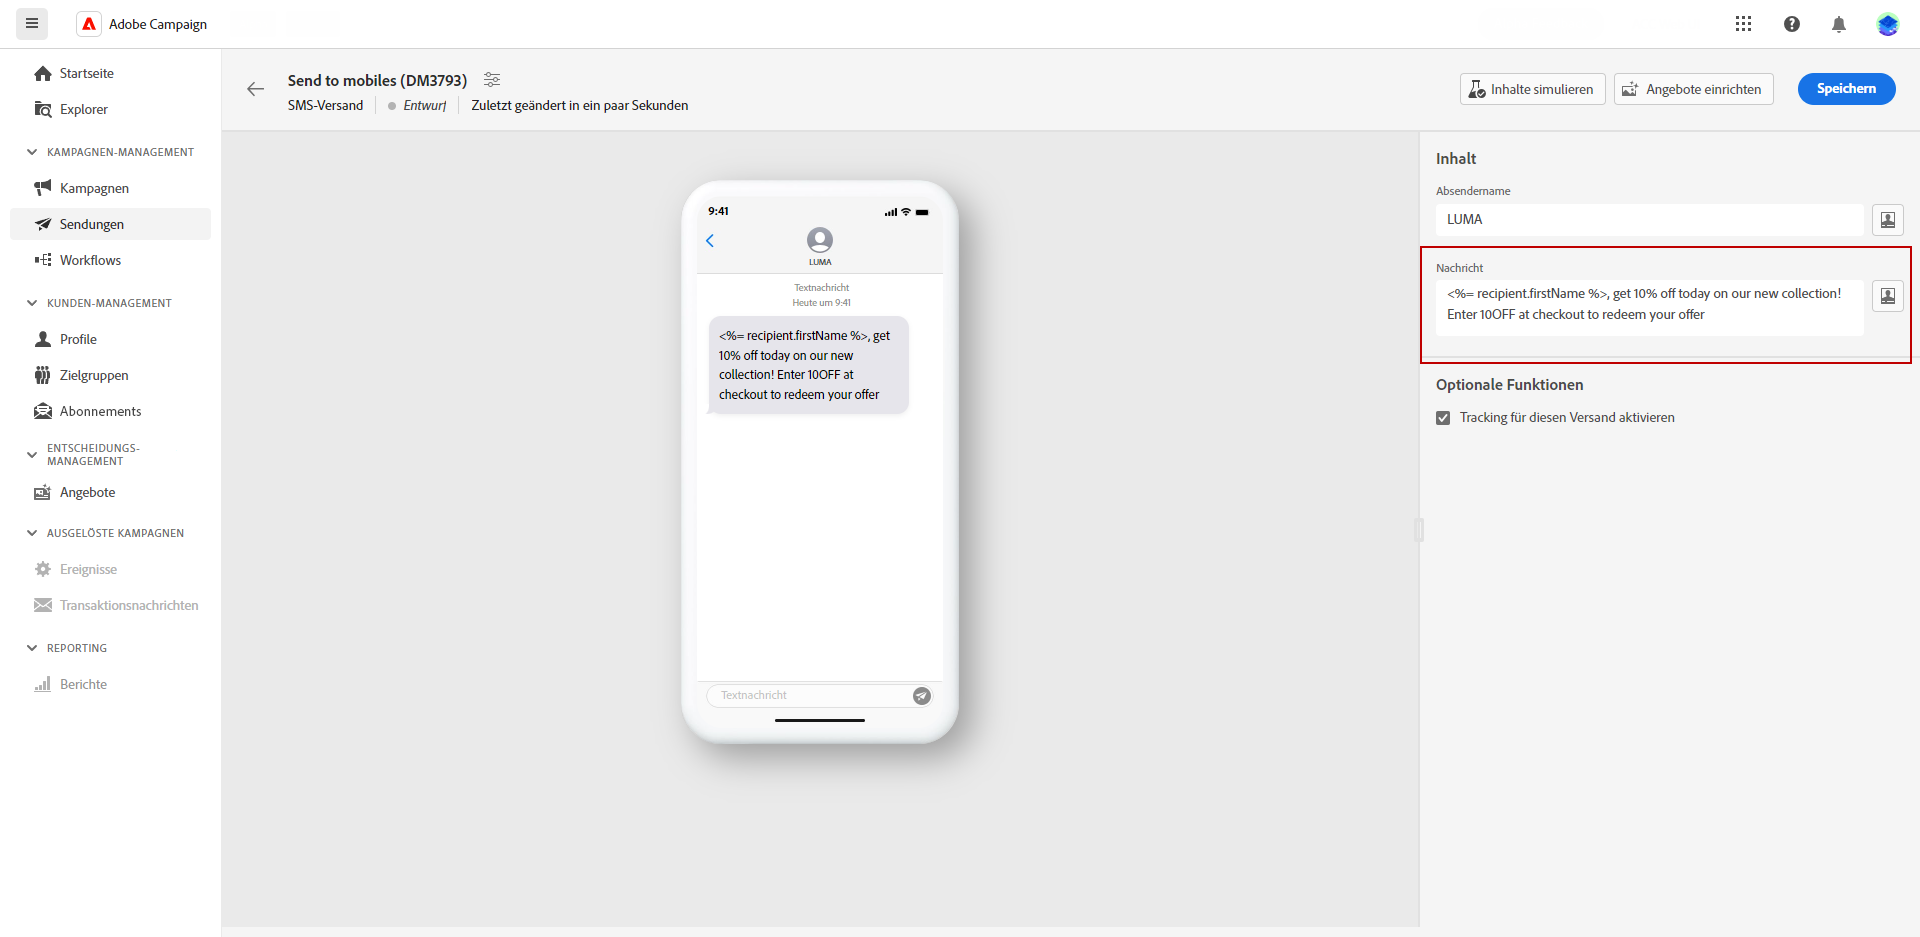 Adobe Campaign
Startseite
Explorer
KAMPAGNEN-MANAGEMENT
Kampagnen
Sendungen
Workflows
KUNDEN-MANAGEMENT
Profile
Zielgruppen
Abonnements
ENTSCHEIDUNGS-
MANAGEMENT
Angebote
AUSGELÖSTE KAMPAGNEN
Ereignisse
Transaktionsnachrichten
REPORTING
Berichte
Send to mobiles (DM3793)
SMS-Versand
Entwurf
Zuletzt geändert in ein paar Sekunden
Inhalte simulieren
Angebote einrichten
Speichern
9:41
LUMA
Textnachricht
Heute um 9:41
<%= recipient.firstName %>, get
10% off today on our new
collection! Enter 10OFF at
checkout to redeem your offer
Textnachricht
Inhalt
Absendername
LUMA
Nachricht
<%= recipient.firstName %>, get 10% off today on our new collection!
Enter 10OFF at checkout to redeem your offer
Optionale Funktionen
Tracking für diesen Versand aktivieren